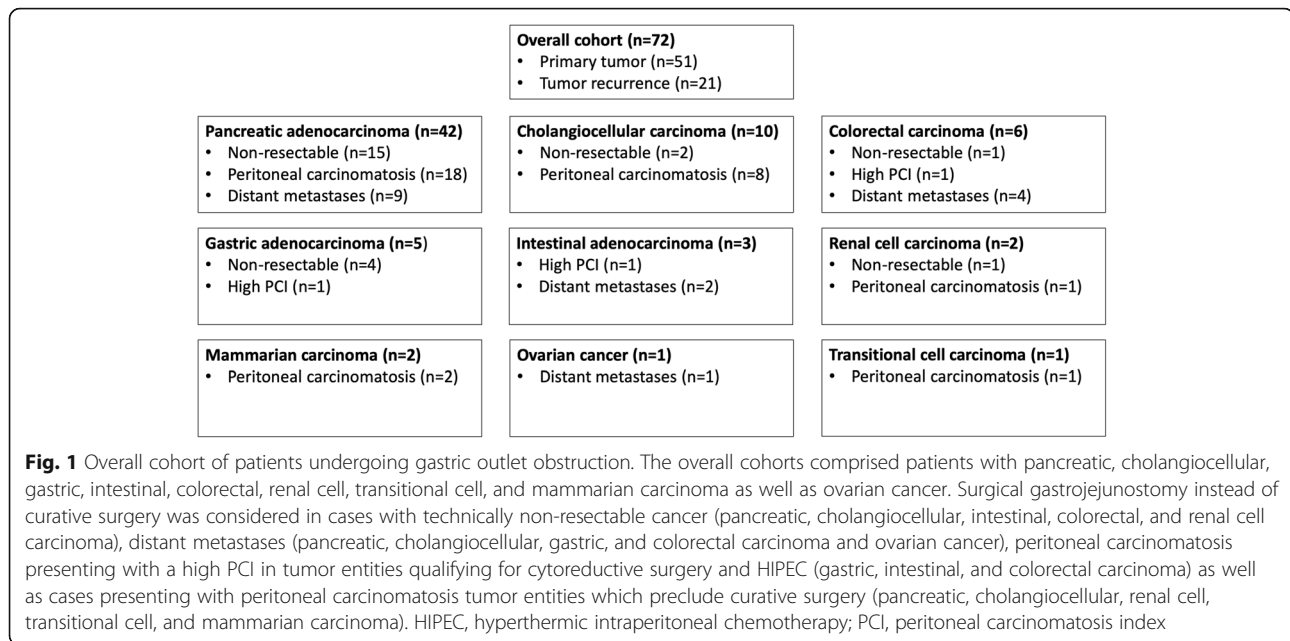 Overall cohort (n=72)
• Primary tumor (n=51)
• Tumor recurrence (n=21)
Pancreatic adenocarcinoma (n=42)
• Non-resectable (n=15)
• Peritoneal carcinomatosis (n=18)
• Distant metastases (n=9)
Cholangiocellular carcinoma (n=10)
• Non-resectable (n=2)
• Peritoneal carcinomatosis (n=8)
Colorectal carcinoma (n=6)
• Non-resectable (n=1)
• High PCI (n=1)
• Distant metastases (n=4)
Gastric adenocarcinoma (n=5)
• Non-resectable (n=4)
• High PCI (n=1)
Intestinal adenocarcinoma (n=3)
• High PCI (n=1)
• Distant metastases (n=2)
Renal cell carcinoma (n=2)
• Non-resectable (n=1)
• Peritoneal carcinomatosis (n=1)
Mammarian carcinoma (n=2)
• Peritoneal carcinomatosis (n=2)
Ovarian cancer (n=1)
• Distant metastases (n=1)
Transitional cell carcinoma (n=1)
• Peritoneal carcinomatosis (n=1)
Fig. 1 Overall cohort of patients undergoing gastric outlet obstruction. The overall cohorts comprised patients with pancreatic, cholangiocellular,
gastric, intestinal, colorectal, renal cell, transitional cell, and mammarian carcinoma as well as ovarian cancer. Surgical gastrojejunostomy instead of
curative surgery was considered in cases with technically non-resectable cancer (pancreatic, cholangiocellular, intestinal, colorectal, and renal cell
carcinoma), distant metastases (pancreatic, cholangiocellular, gastric, and colorectal carcinoma and ovarian cancer), peritoneal carcinomatosis
presenting with a high PCI in tumor entities qualifying for cytoreductive surgery and HIPEC (gastric, intestinal, and colorectal carcinoma) as well
as cases presenting with peritoneal carcinomatosis tumor entities which preclude curative surgery (pancreatic, cholangiocellular, renal cell,
transitional cell, and mammarian carcinoma). HIPEC, hyperthermic intraperitoneal chemotherapy; PCI, peritoneal carcinomatosis index